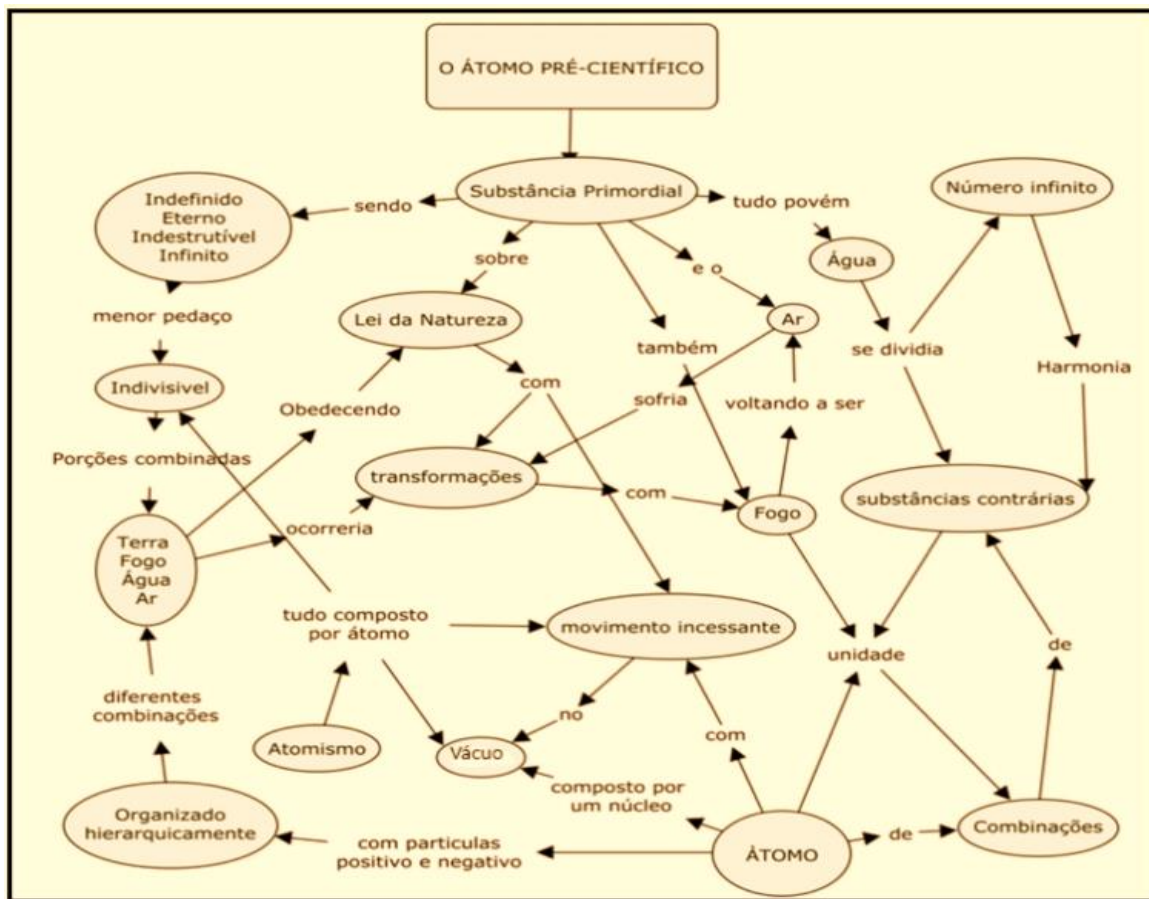 O ÁTOMO PRÉ-CIENTÍFICO
Substância Primordial
Número infinito
Indefinido
Eterno
Indestrutível
Infinito
sendo
tudo povém
sobre
e o
Água
menor pedaço
Lei da Natureza
Ar
também
se dividia
Harmonia
Indivisivel
com
Obedecendo
sofria
voltando a ser
Porções combinadas
transformações
com
substâncias contrárias
Fogo
ocorreria
Terra
Fogo
Água
Ar
tudo composto
por átomo
movimento incessante
unidade
de
diferentes
combinações
no
com
Atomismo
Vácuo
composto por
um núcleo
Organizado
hierarquicamente
com particulas
positivo e negativo
ÀTOMO
de
Combinações